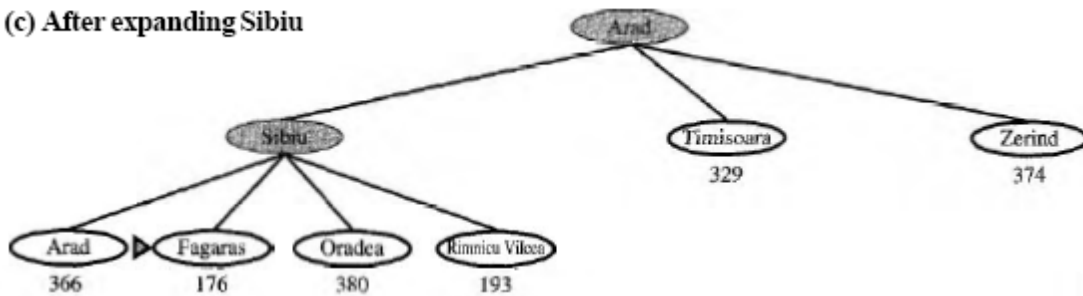 (c) After expanding Sibiu
Arad
Sibiu
Timisoara
Zerind
329
374
Arad
Fagaras
Oradea
Rimnicu Vilcea
366
176
380
193